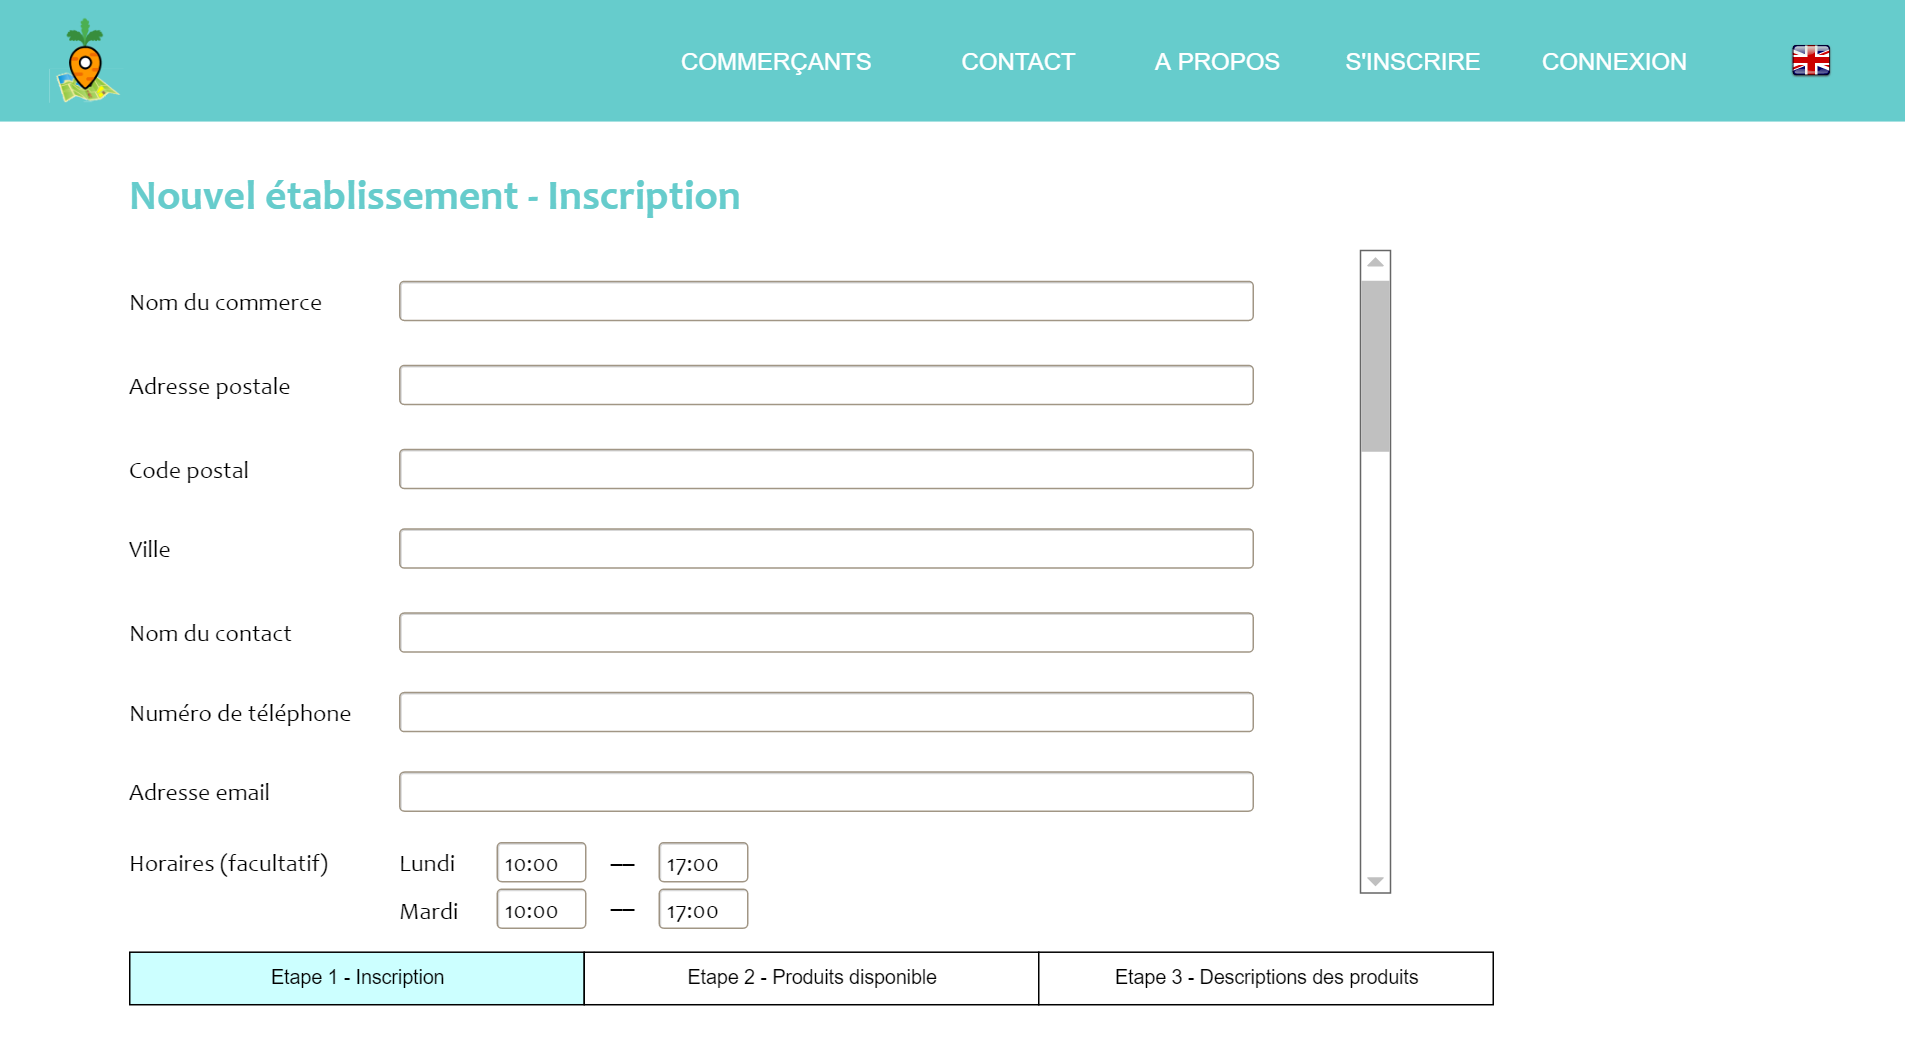 COMMERÇANTS CONTACT A PROPOS S'INSCRIRE CONNEXION
Nouvel établissement - Inscription
Nom du commerce
Adresse postale
Code postal
Ville
Nom du contact
Numéro de téléphone
Adresse email
Horaires (facultatif) Lundi 10:00 — 17:00
Mardi 10:00 — 17:00
Etape 1 - Inscription Etape 2 - Produits disponible Etape 3 - Descriptions des produits